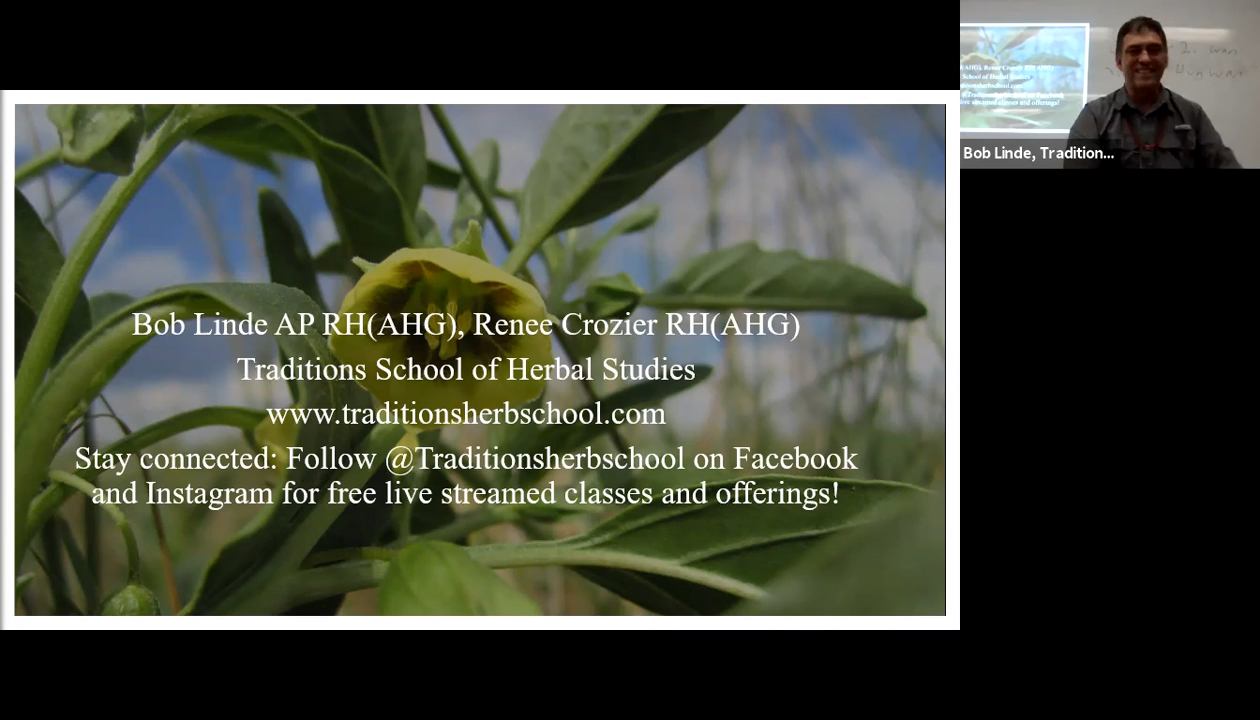 Bob Linde AP RH(AHG), Renee Crozier RH(AHG)
Traditions School of Herbal Studies
www.traditionsherbschool.com
Stay connected: Follow @Traditionsherbschool on Facebook
and Instagram for free live streamed classes and offerings!
Bob Linde, Tradition...